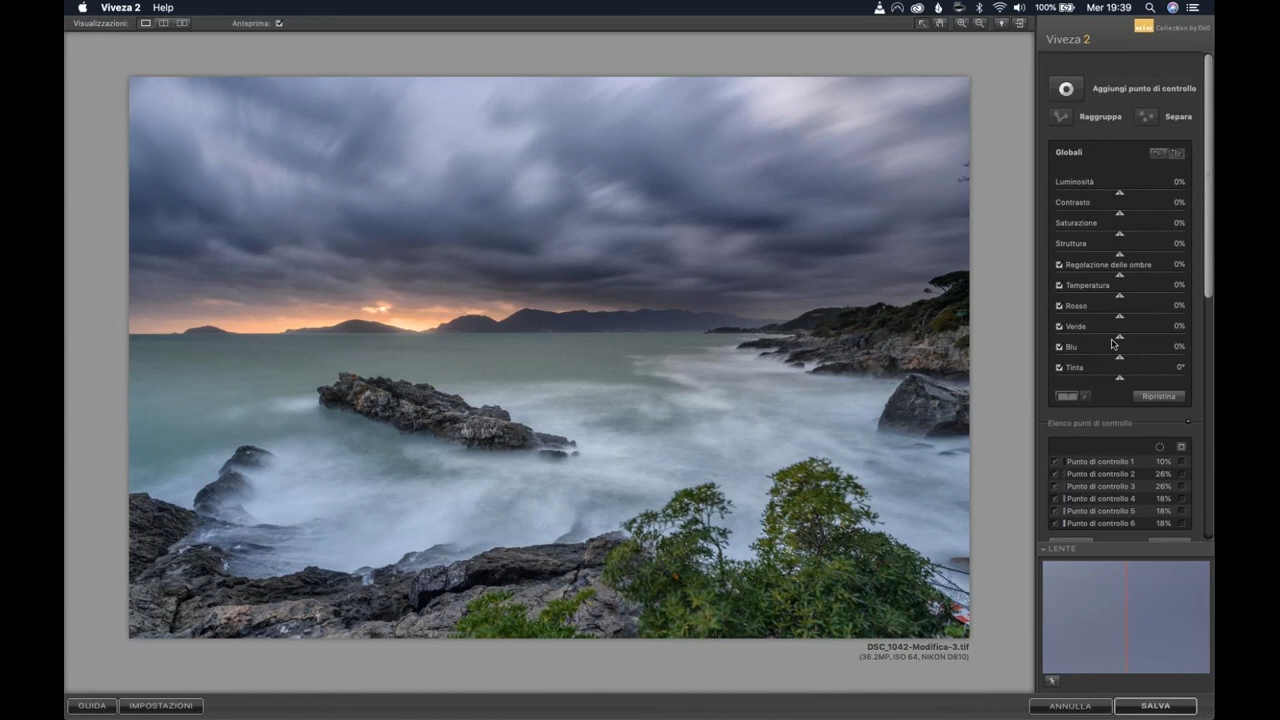 Viveza 2 Help
100% Mer 19:39
Visualizzazioni: Anteprima:
Collection by DxO
Viveza 2
Aggiungi punto di controllo
Raggruppa Separa
Globali
Luminosità 0%
Contrasto 0%
Saturazione 0%
Struttura 0%
Regolazione delle ombre 0%
Temperatura 0%
Rosso 0%
Verde 0%
Blu 0%
Tinta 0°
Ripristina
Elenco punti di controllo
Punto di controllo 1 10%
Punto di controllo 2 26%
Punto di controllo 3 26%
Punto di controllo 4 18%
Punto di controllo 5 18%
Punto di controllo 6 18%
LENTE
DSC_1042-Modifica-3.tif
(36.2MP, ISO 64, NIKON D810)
GUIDA IMPOSTAZIONI
ANNULLA SALVA